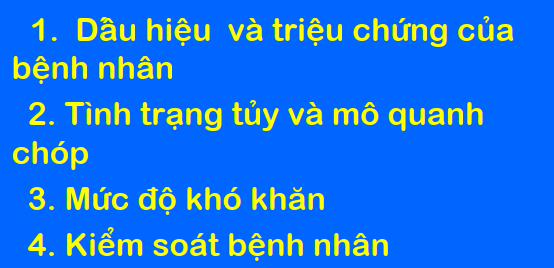 1. Dầu hiệu và triệu chứng của
bệnh nhân
2. Tình trạng tủy và mô quanh
chóp
3. Mức độ khó khăn
4. Kiểm soát bệnh nhân